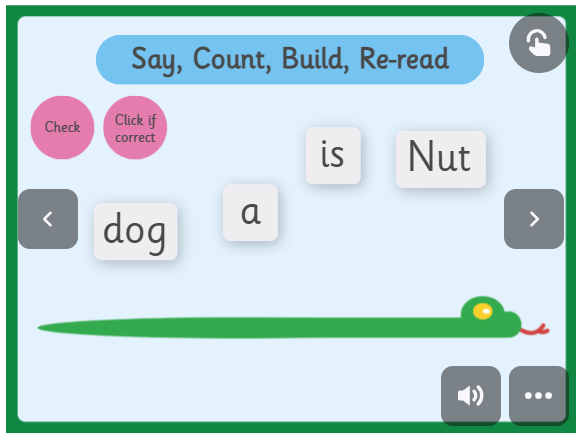 Say, Count, Build, Re-read
Check
Click if
correct
is
Nut
a
dog